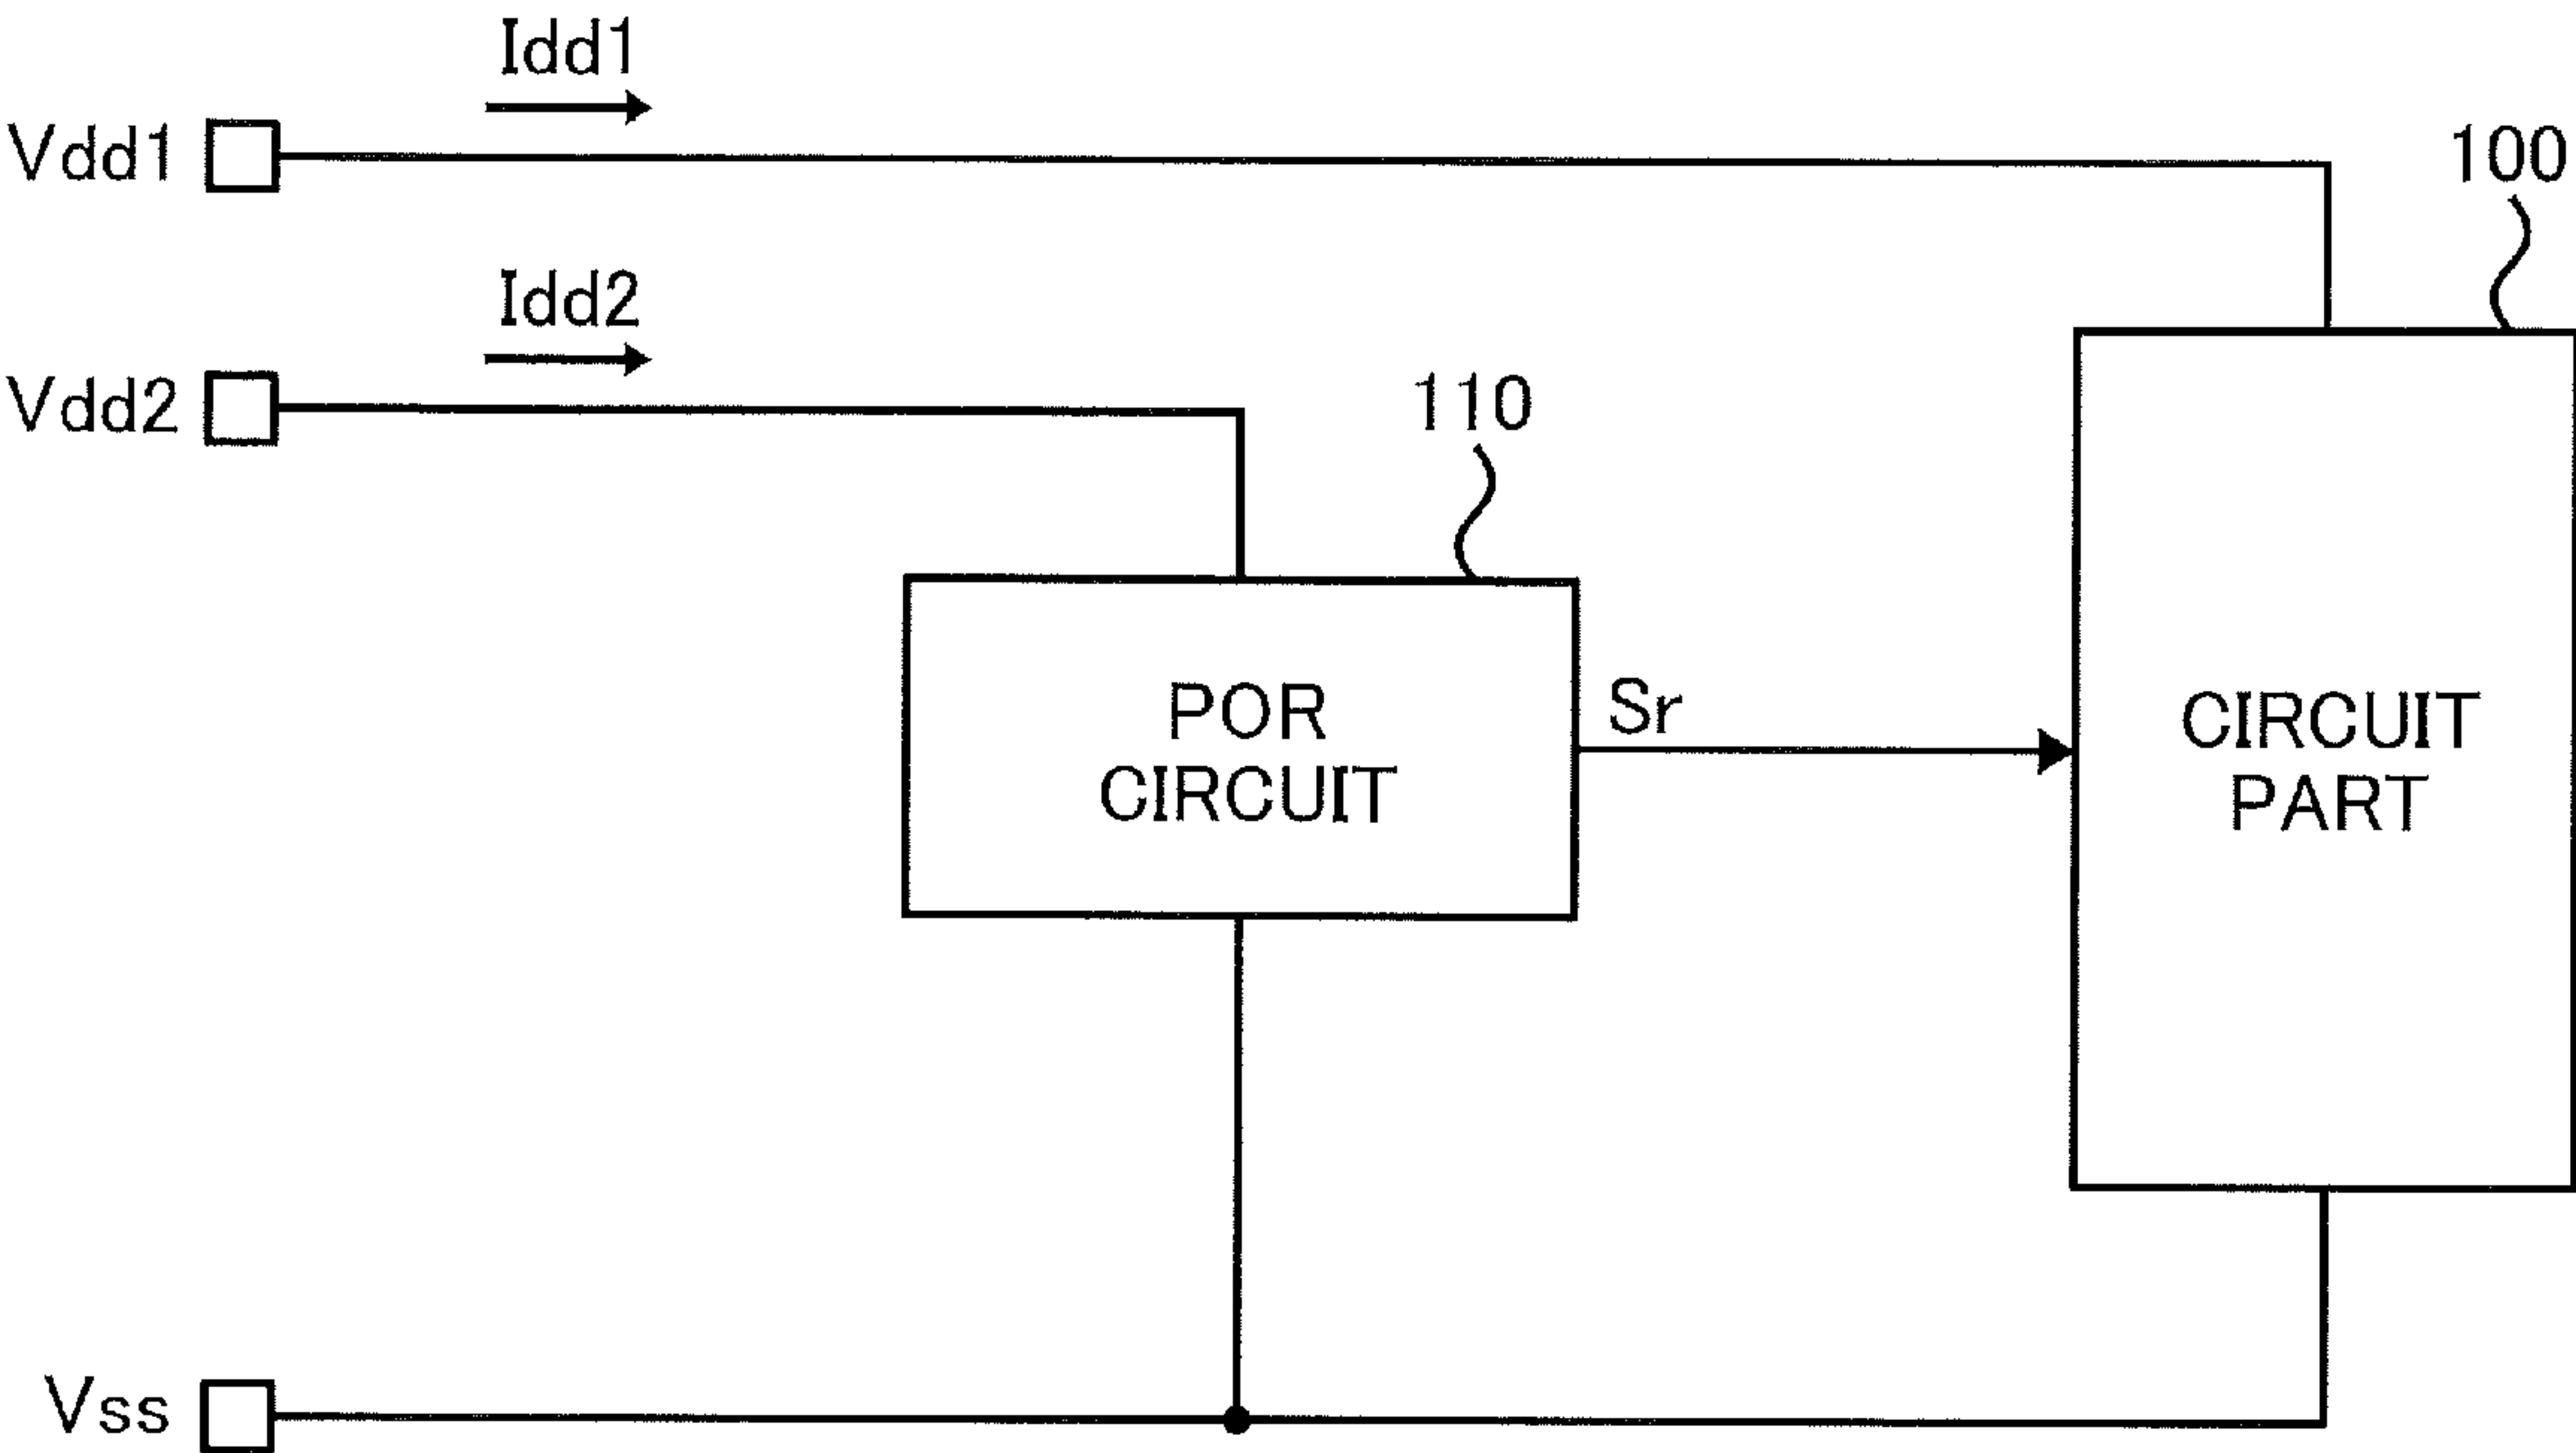 Idd1
Vdd1
100
Idd2
Vdd2
110
POR
CIRCUIT
Sr
CIRCUIT
PART
Vss